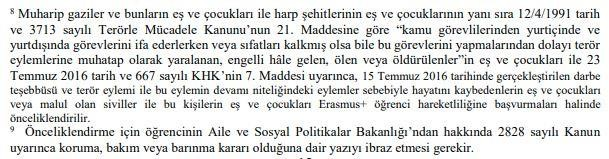 ⁸ Muharip gaziler ve bunların eş ve çocukları ile harp şehitlerinin eş ve çocuklarının yanı sıra 12/4/1991 tarih
ve 3713 sayılı Terörle Mücadele Kanunu'nun 21. Maddesine göre "kamu görevlilerinden yurtiçinde ve
yurtdışında görevlerini ifa ederlerken veya sıfatları kalkmış olsa bile bu görevlerini yapmalarından dolayı terör
eylemlerine muhatap olarak yaralanan, engelli hâle gelen, ölen veya öldürülenler"in eş ve çocukları ile 23
Temmuz 2016 tarih ve 667 sayılı KHK'nin 7. Maddesi uyarınca, 15 Temmuz 2016 tarihinde gerçekleştirilen darbe
teşebbüsü ve terör eylemi ile bu eylemin devamı niteliğindeki eylemler sebebiyle hayatını kaybedenlerin eş ve çocukları
veya malul olan siviller ile bu kişilerin eş ve çocukları Erasmus+ öğrenci hareketliliğine başvurmaları halinde
önceliklendirilir.
⁹ Önceliklendirme için öğrencinin Aile ve Sosyal Politikalar Bakanlığı'ndan hakkında 2828 sayılı Kanun
uyarınca koruma, bakım veya barınma kararı olduğuna dair yazıyı ibraz etmesi gerekir.